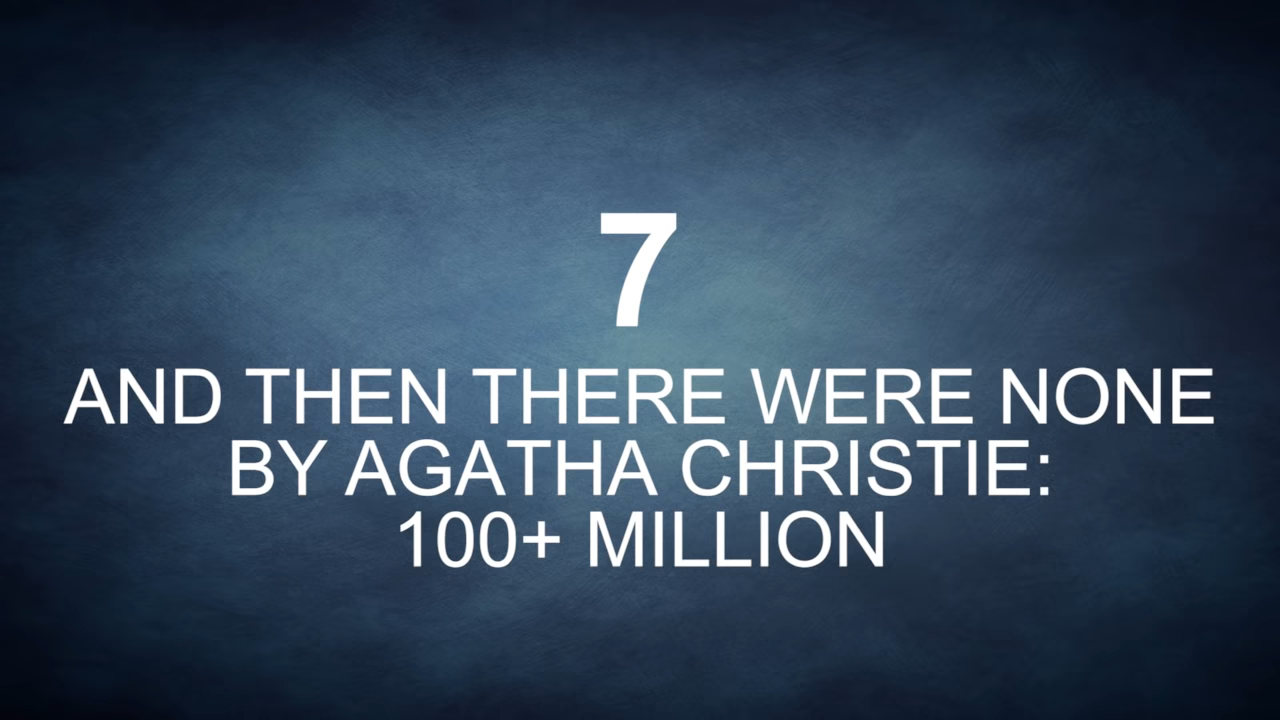 7
AND THEN THERE WERE NONE
BY AGATHA CHRISTIE:
100+ MILLION